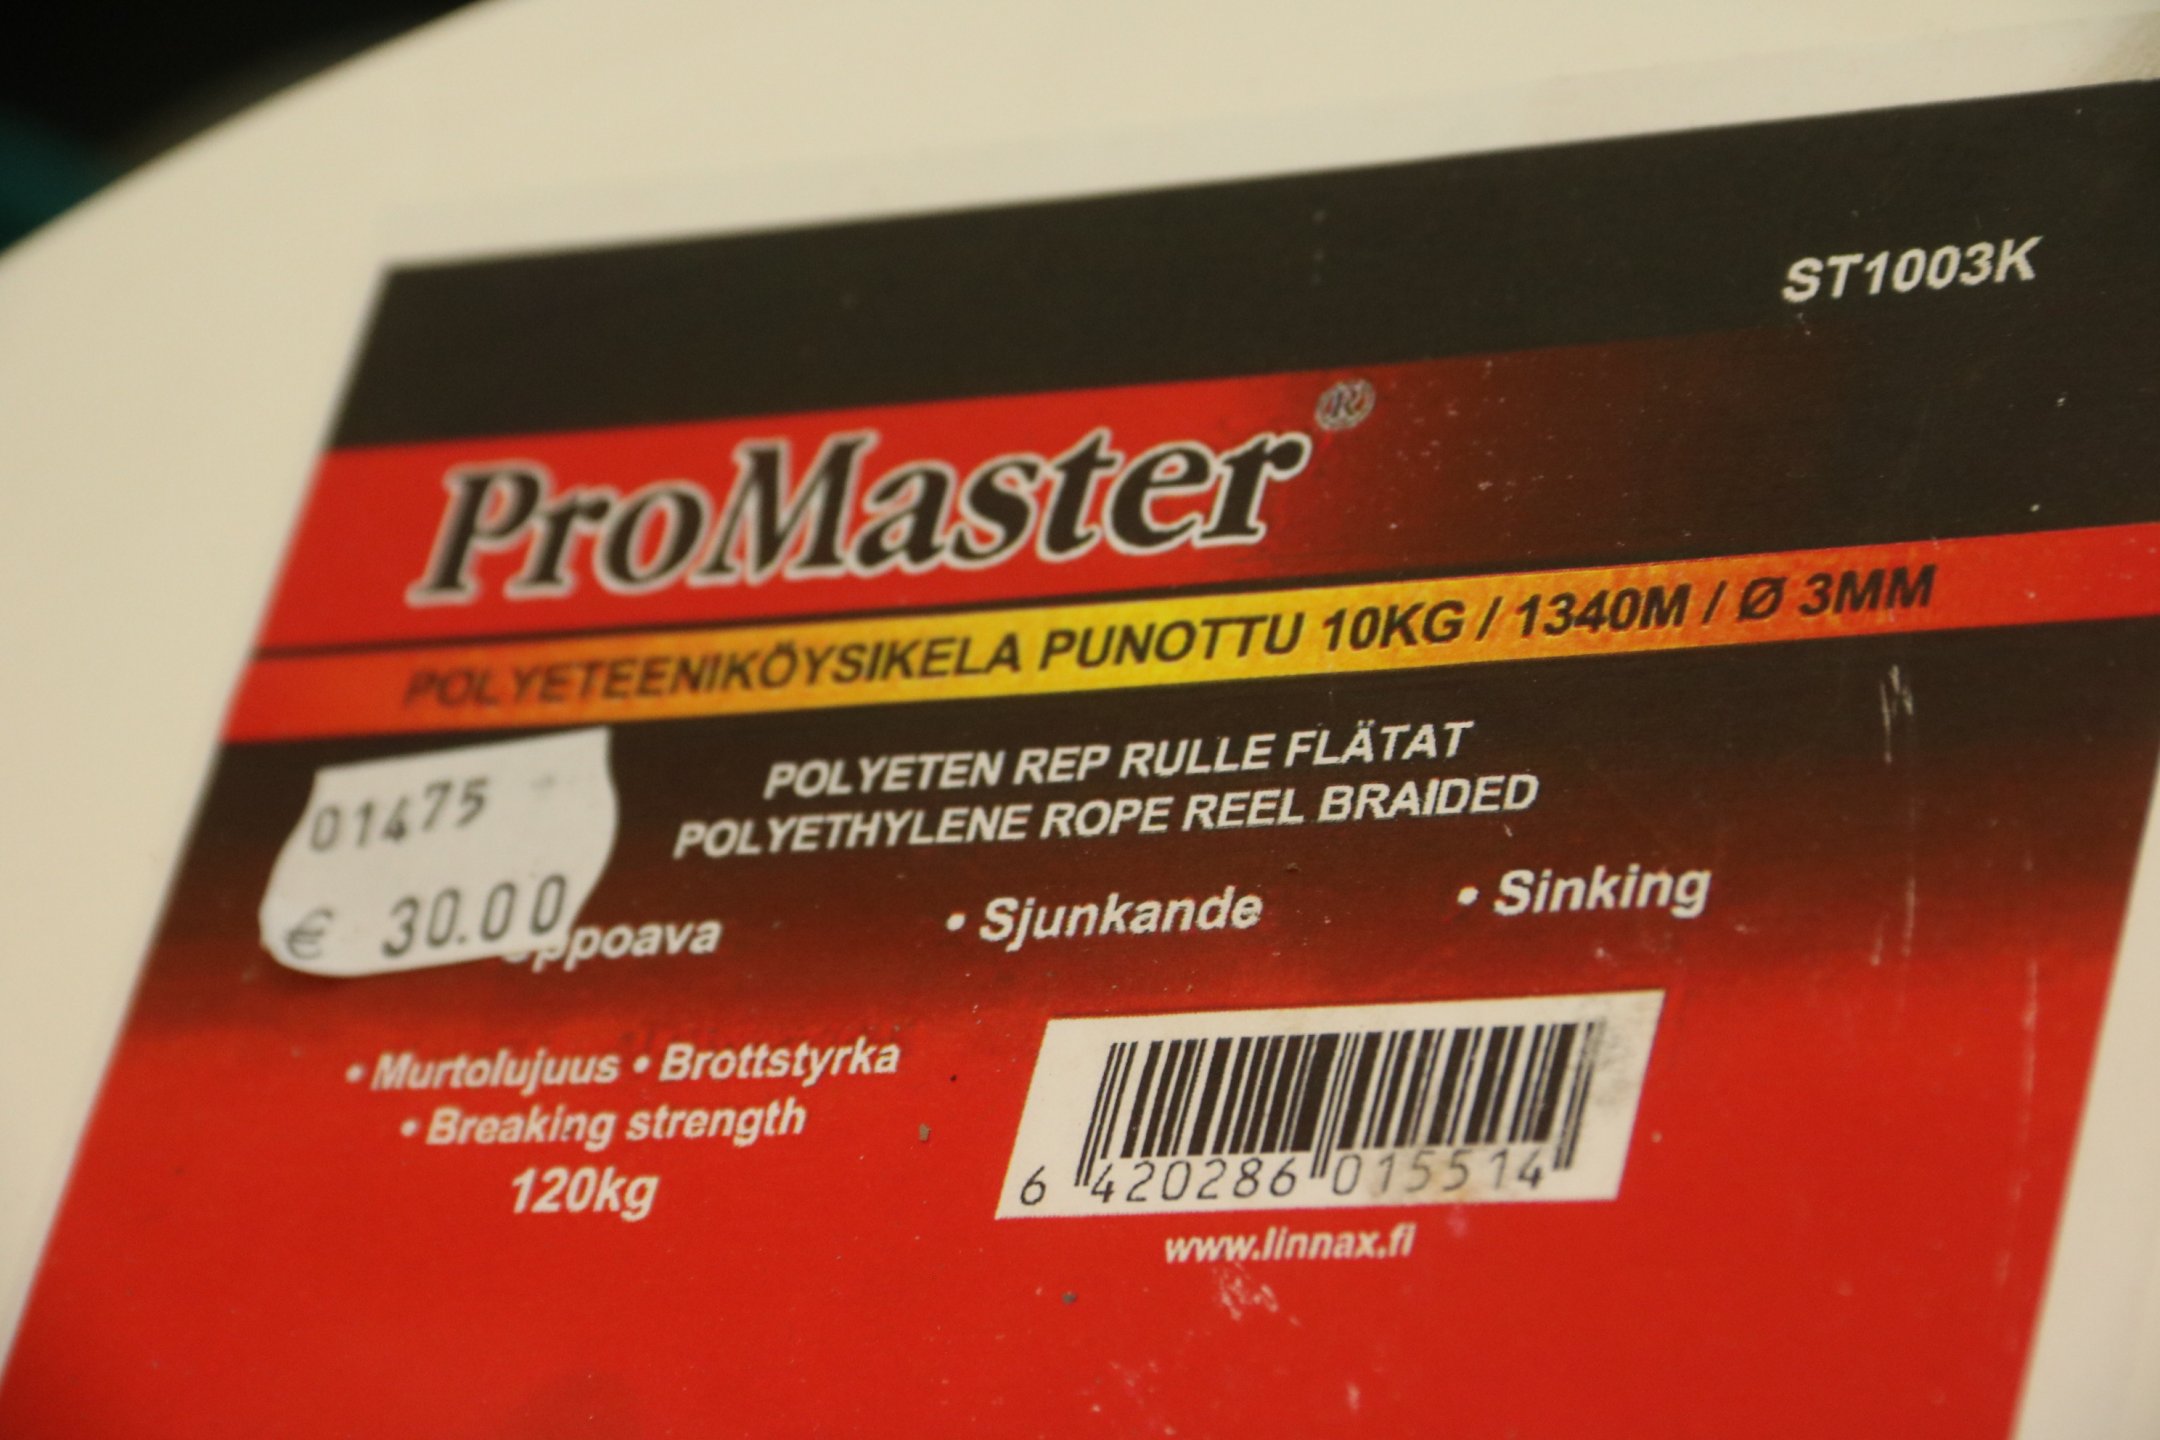 ST1003K
ProMaster®
POLYETEENIKÖYSIKELA PUNOTTU 10KG / 1340M / Ø 3MM
POLYETEN REP RULLE FLÄTAT
POLYETHYLENE ROPE REEL BRAIDED
01475
€ 30.00
• Sjunkande
• Sinking
• Murtolujuus • Brottstyrka
• Breaking strength
120kg
6 420286 015514
www.linnax.fi